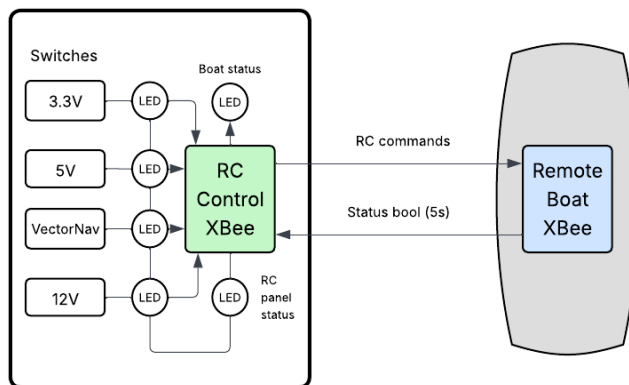 Switches
Boat status
3.3V
LED
LED
5V
LED
RC
Control
XBee
VectorNav
LED
12V
LED
LED
RC
panel
status
RC commands
Status bool (5s)
Remote
Boat
XBee